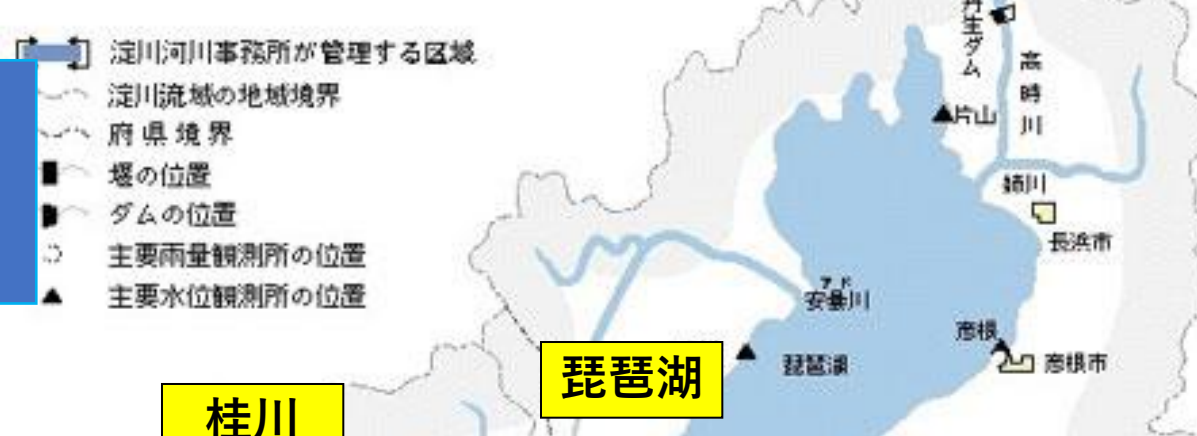 淀川河川事務所が管理する区域
淀川流域の地域境界
府県境界
堰の位置
ダムの位置
主要雨量観測所の位置
主要水位観測所の位置
丹生ダム
高時川
片山
姉川
長浜市
アド
安曇川
彦根
彦根市
琵琶湖
琵琶湖
桂川